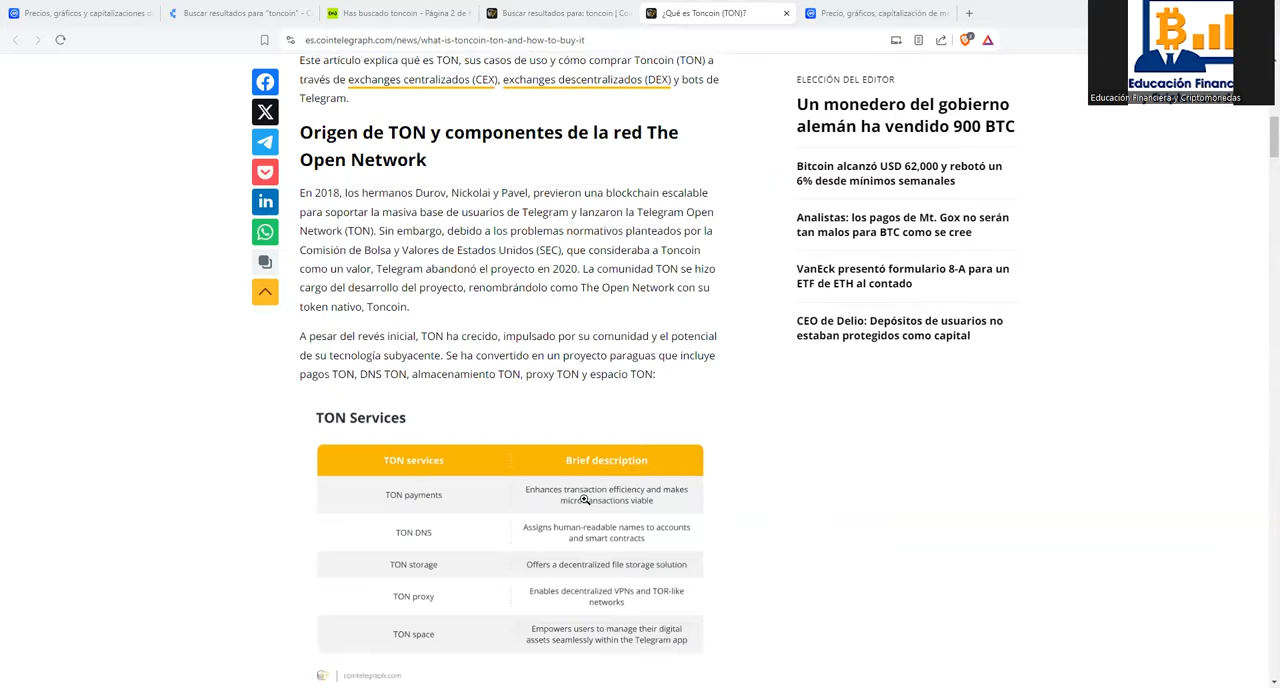 Precios, gráficos y capitalizaciones d
Buscar resultados para "toncoin" - C
Has buscado toncoin - Página 2 de
Buscar resultados para: toncoin | Co
¿Qué es Toncoin (TON)?
Precio, gráficos, capitalización de m
es.cointelegraph.com/news/what-is-toncoin-ton-and-how-to-buy-it
Educación Financ
Educación Financiera y Criptomonedas
Este artículo explica qué es TON, sus casos de uso y cómo comprar Toncoin (TON) a
través de exchanges centralizados (CEX), exchanges descentralizados (DEX) y bots de
Telegram.
Origen de TON y componentes de la red The
Open Network
En 2018, los hermanos Durov, Nickolai y Pavel, previeron una blockchain escalable
para soportar la masiva base de usuarios de Telegram y lanzaron la Telegram Open
Network (TON). Sin embargo, debido a los problemas normativos planteados por la
Comisión de Bolsa y Valores de Estados Unidos (SEC), que consideraba a Toncoin
como un valor, Telegram abandonó el proyecto en 2020. La comunidad TON se hizo
cargo del desarrollo del proyecto, renombrándolo como The Open Network con su
token nativo, Toncoin.
A pesar del revés inicial, TON ha crecido, impulsado por su comunidad y el potencial
de su tecnología subyacente. Se ha convertido en un proyecto paraguas que incluye
pagos TON, DNS TON, almacenamiento TON, proxy TON y espacio TON:
TON Services
TON services
Brief description
TON payments
Enhances transaction efficiency and makes
microtransactions viable
TON DNS
Assigns human-readable names to accounts
and smart contracts
TON storage
Offers a decentralized file storage solution
TON proxy
Enables decentralized VPNs and TOR-like
networks
TON space
Empowers users to manage their digital
assets seamlessly within the Telegram app
cointelegraph.com
ELECCIÓN DEL EDITOR
Un monedero del gobierno
alemán ha vendido 900 BTC
Bitcoin alcanzó USD 62,000 y rebotó un
6% desde mínimos semanales
Analistas: los pagos de Mt. Gox no serán
tan malos para BTC como se cree
VanEck presentó formulario 8-A para un
ETF de ETH al contado
CEO de Delio: Depósitos de usuarios no
estaban protegidos como capital